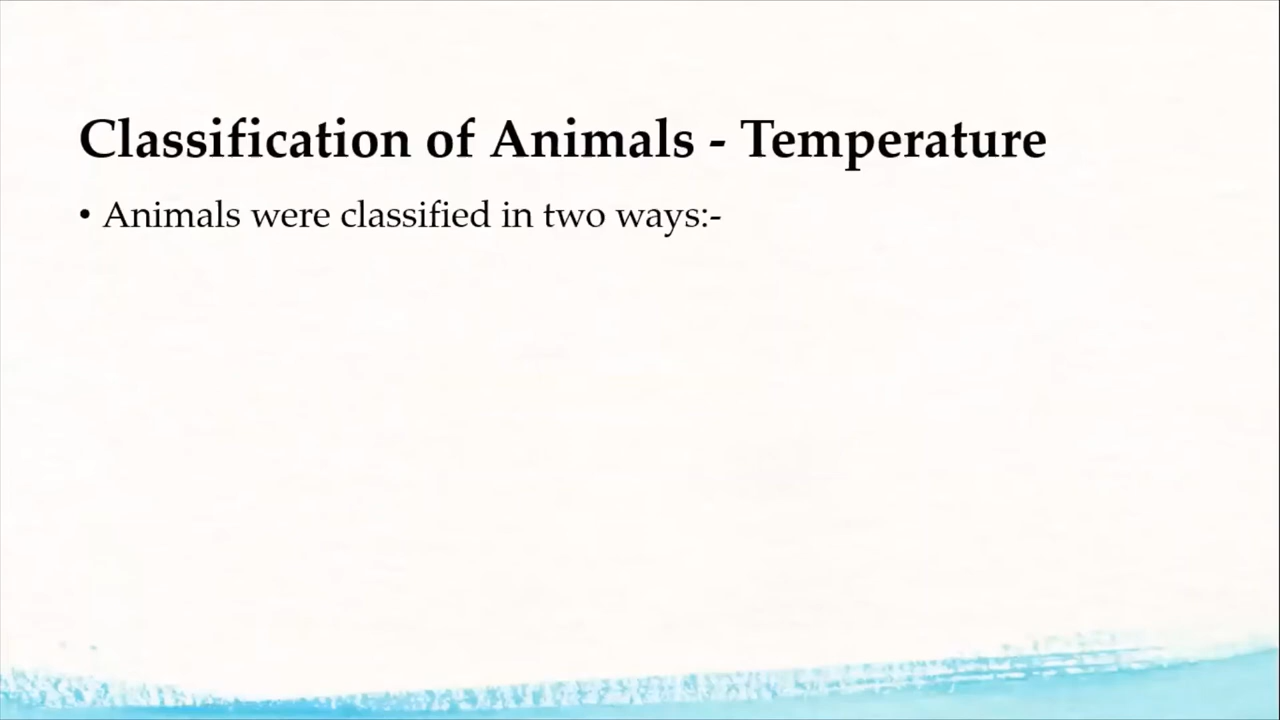 Classification of Animals - Temperature
• Animals were classified in two ways:-